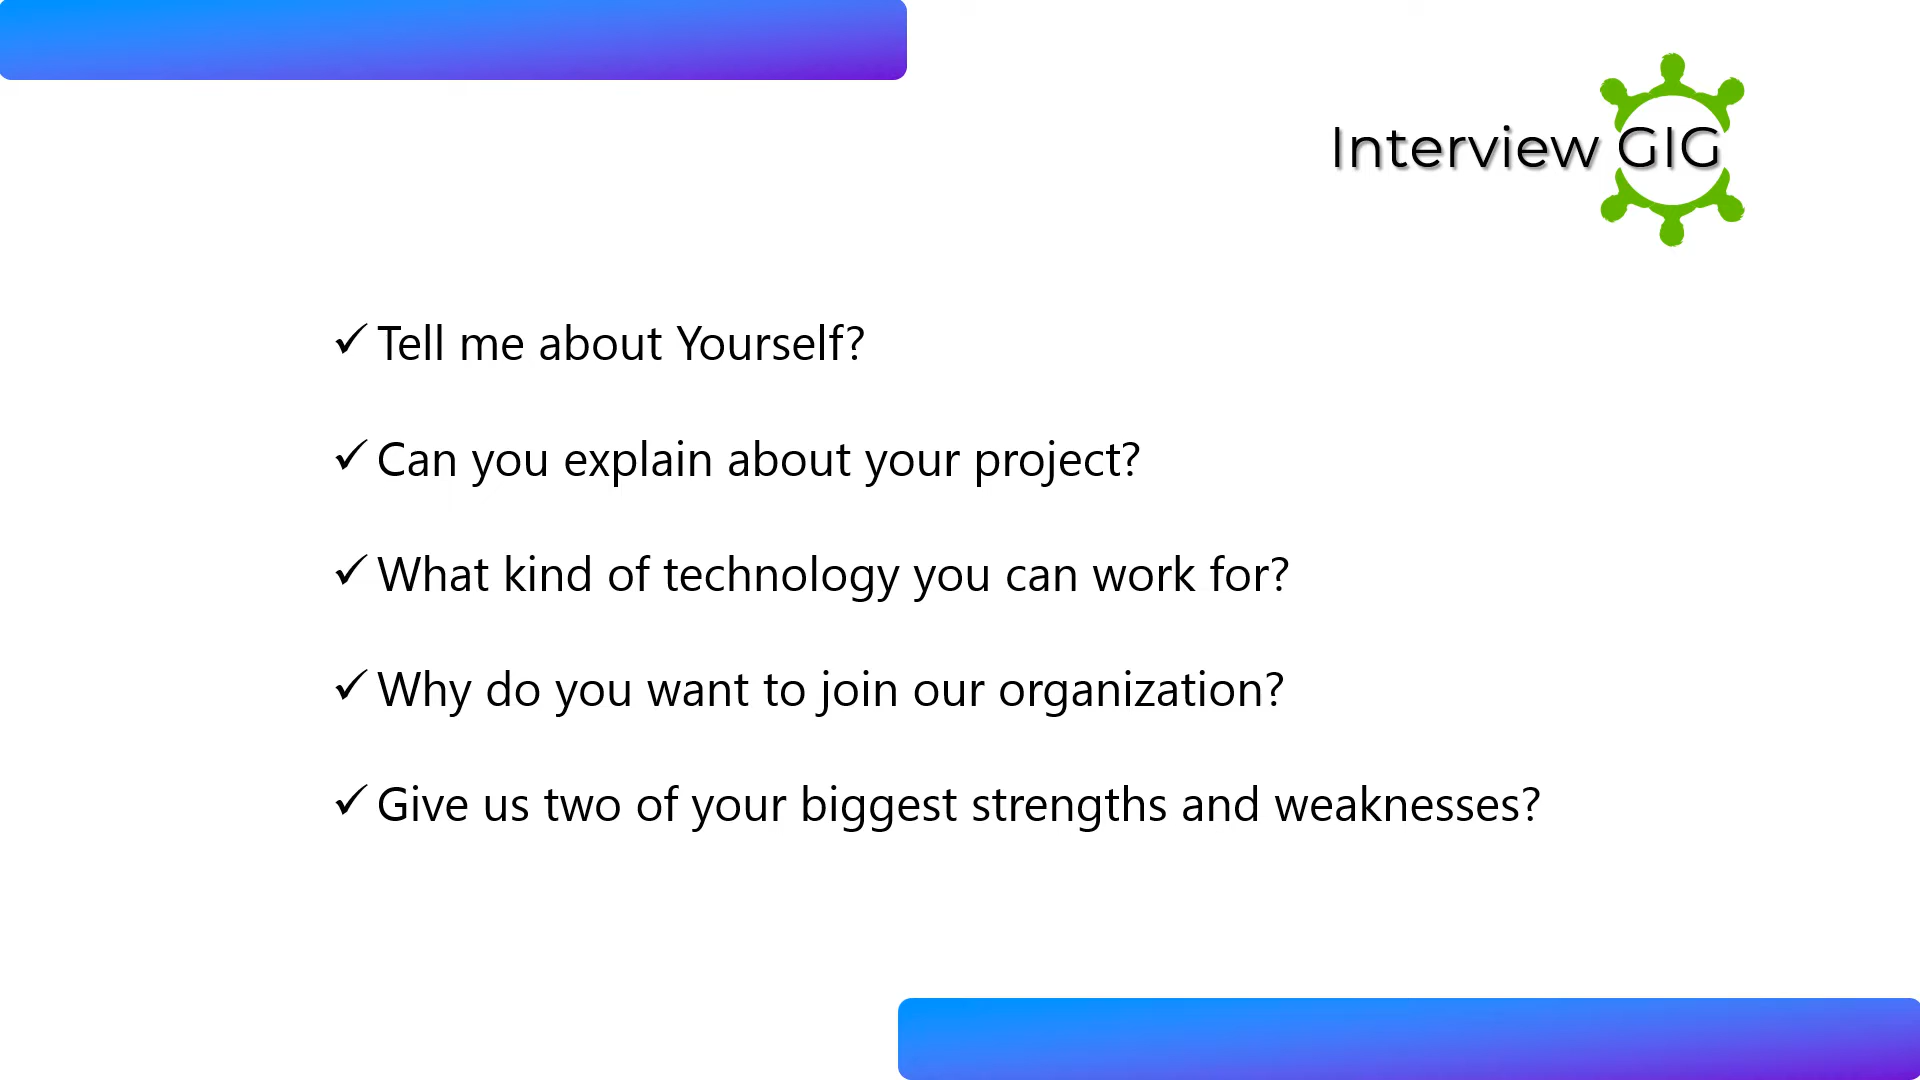 Interview GIG
✓ Tell me about Yourself?
✓ Can you explain about your project?
✓ What kind of technology you can work for?
✓ Why do you want to join our organization?
✓ Give us two of your biggest strengths and weaknesses?